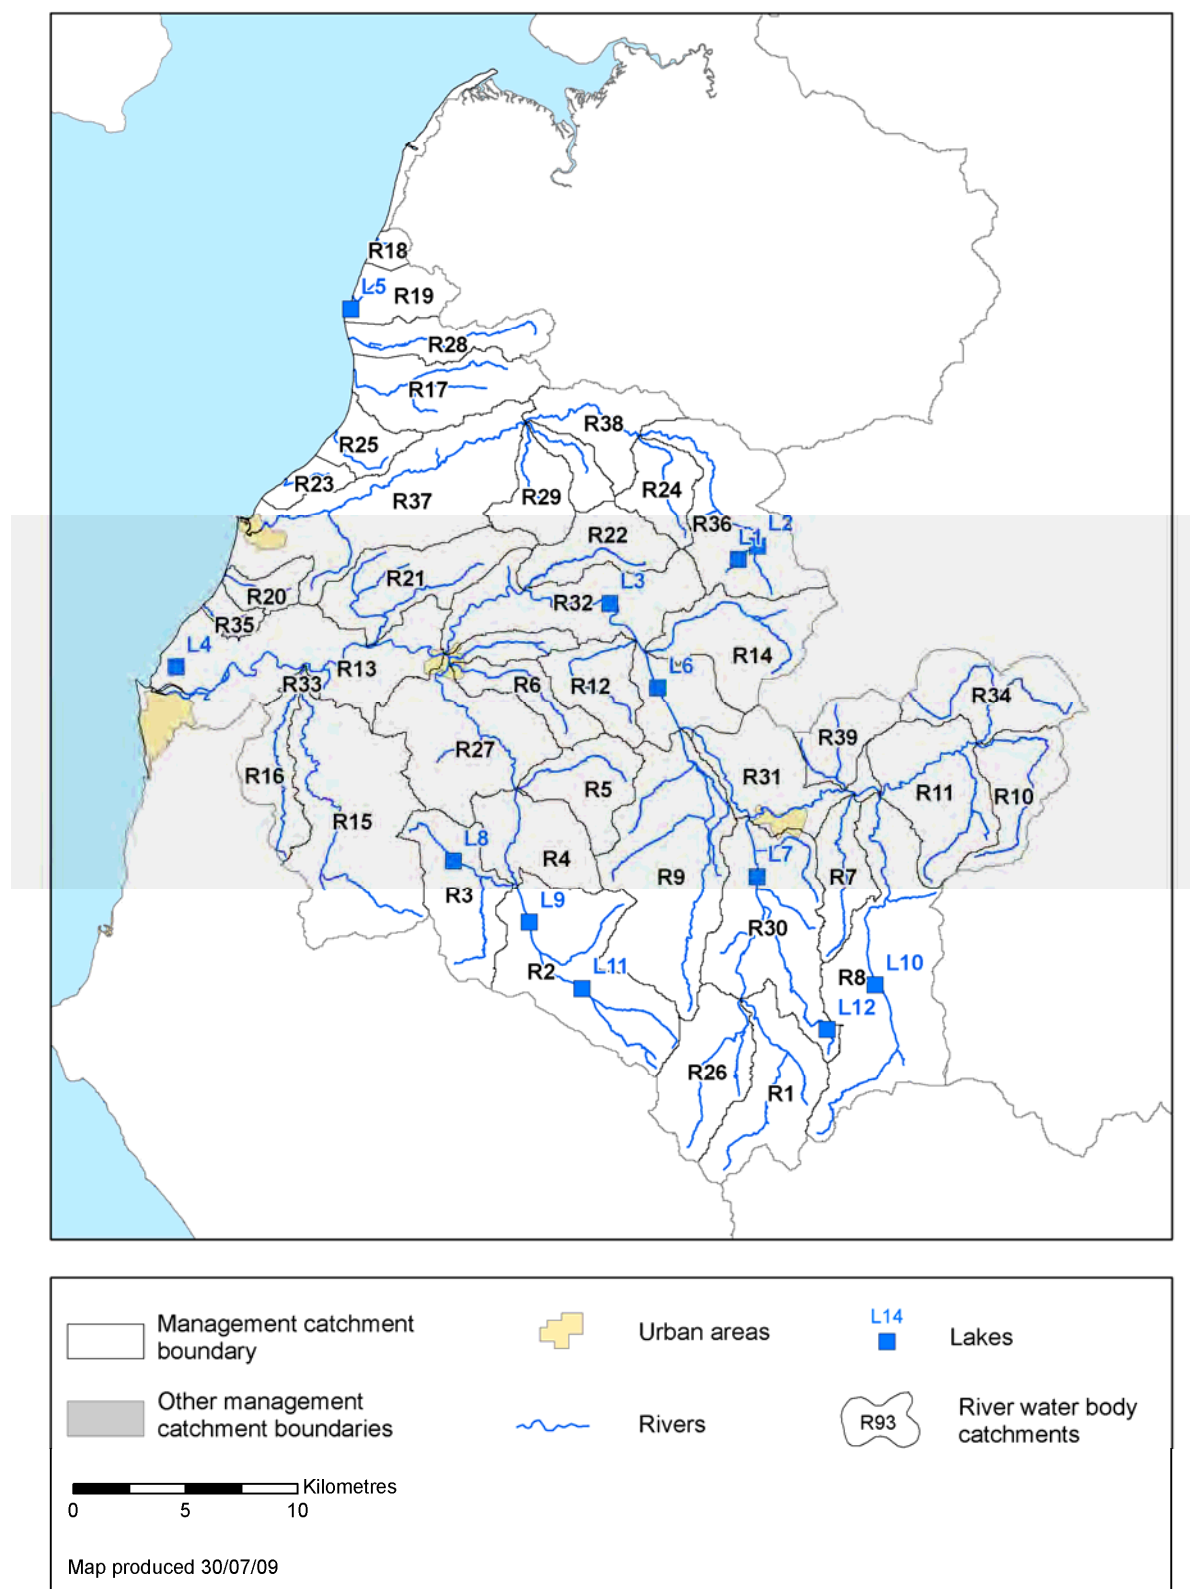 R18
L5
R19
R28
R17
R38
R25
R23
R37
R29
R24
R36
L2
L1
R22
R21
L3
R20
R32
R35
L4
R13
R14
R33
L6
R6
R12
R34
R27
R39
R16
R31
R5
R11
R10
R15
L8
R4
L7
R3
R9
R7
L9
R30
R2
L11
R8
L10
L12
R26
R1
Management catchment
boundary
Urban areas
L14
Lakes
Other management
catchment boundaries
Rivers
R93
River water body
catchments
Kilometres
0 5 10
Map produced 30/07/09